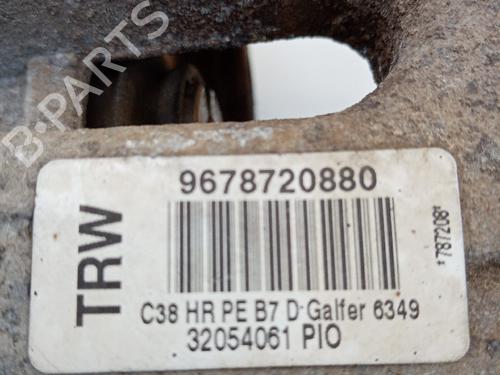 B-PARTS
TRW
9678720880
C38 HR PE B7 D-Galfer 6349
32054061 PIO
*787208*